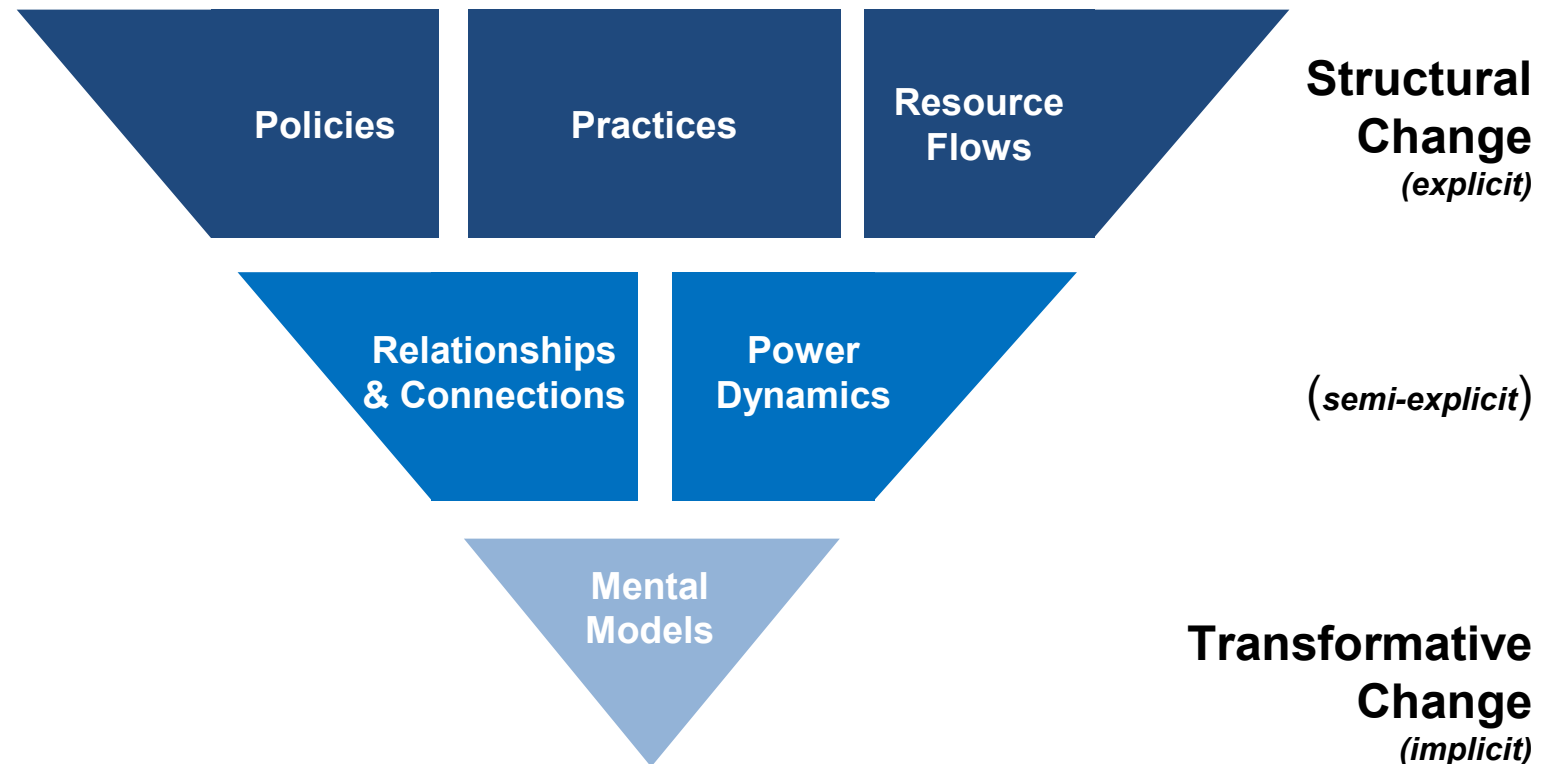 Policies
Practices
Resource
Flows
Structural
Change
(explicit)
Relationships
& Connections
Power
Dynamics
(semi-explicit)
Mental
Models
Transformative
Change
(implicit)